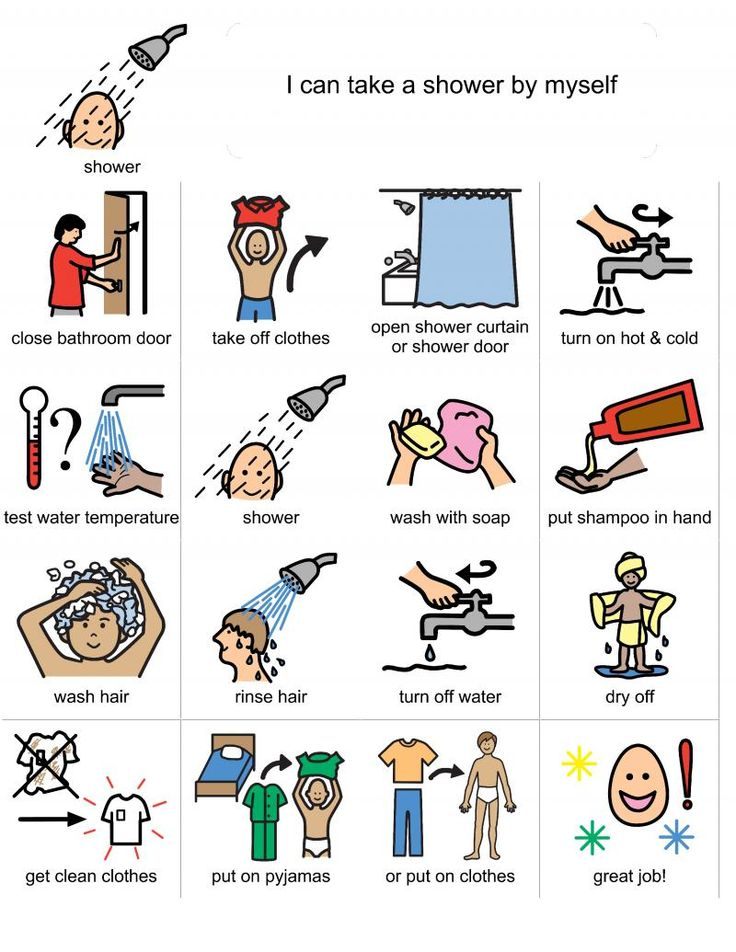 I can take a shower by myself
shower
close bathroom door
take off clothes
open shower curtain
or shower door
turn on hot & cold
?
test water temperature
shower
wash with soap
put shampoo in hand
wash hair
rinse hair
turn off water
dry off
get clean clothes
put on pyjamas
or put on clothes
!
great job!